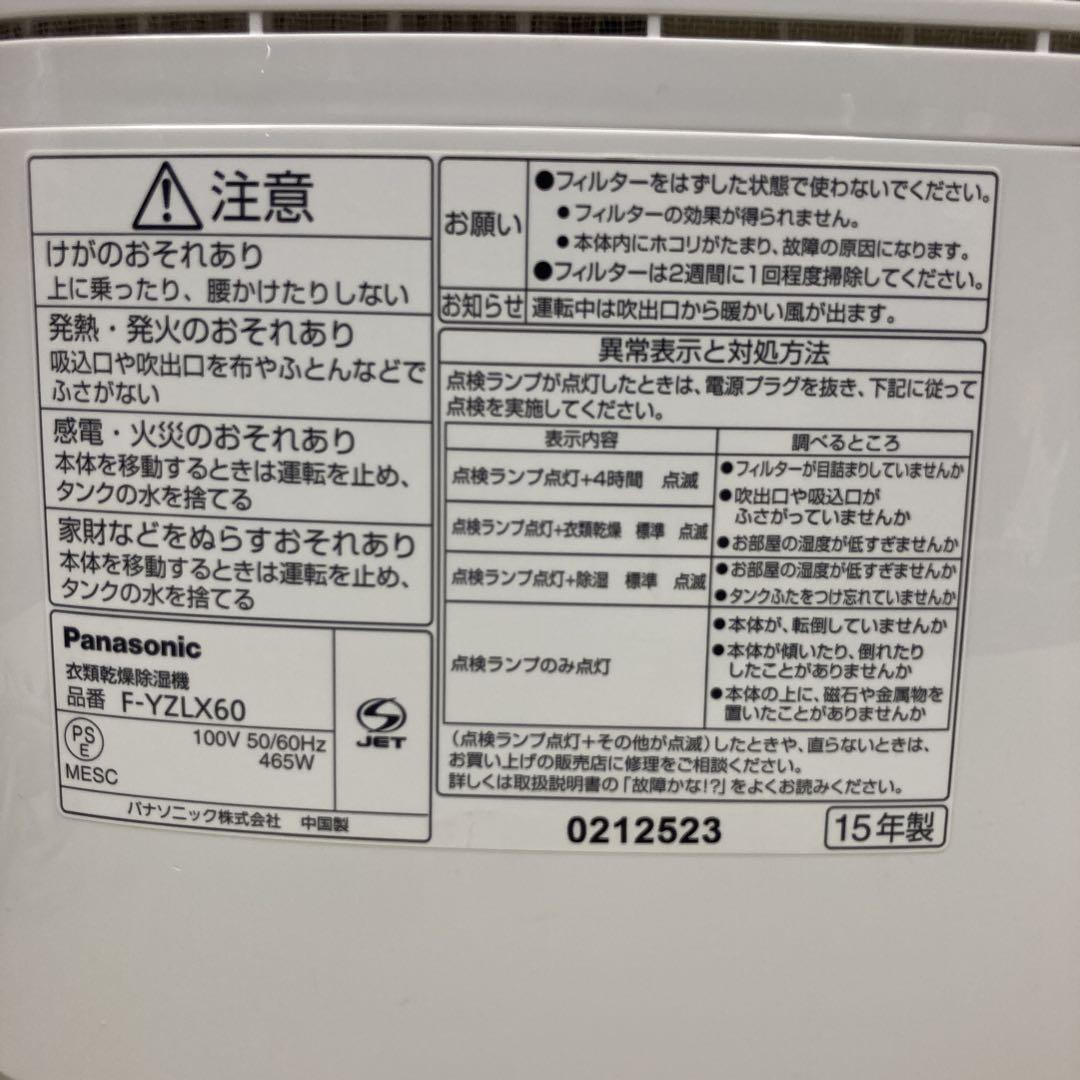 注意
けがのおそれあり
上に乗ったり、腰かけたりしない
発熱・発火のおそれあり
吸込口や吹出口を布やふとんなどで
ふさがない
感電・火災のおそれあり
本体を移動するときは運転を止め、
タンクの水を捨てる
家財などをぬらすおそれあり
本体を移動するときは運転を止め、
タンクの水を捨てる
Panasonic
衣類乾燥除湿機
品番 F-YZLX60
PS
E
100V 50/60Hz
465W
MESC
JET
パナソニック株式会社 中国製
お願い
●フィルターをはずした状態で使わないでください。
•フィルターの効果が得られません。
•本体内にホコリがたまり、故障の原因になります。
●フィルターは2週間に1回程度掃除してください。
お知らせ 運転中は吹出口から暖かい風が出ます。
異常表示と対処方法
点検ランプが点灯したときは、電源プラグを抜き、下記に従って
点検を実施してください。
表示内容 調べるところ
点検ランプ点灯+4時間 点滅
点検ランプ点灯+衣類乾燥 標準 点滅
●フィルターが目詰まりしていませんか
●吹出口や吸込口が
ふさがっていませんか
●お部屋の温度が低すぎませんか
点検ランプ点灯+除湿 標準 点滅
●お部屋の湿度が低すぎませんか
●タンクふたをつけ忘れていませんか
点検ランプのみ点灯
●本体が、転倒していませんか
●本体が傾いたり、倒れたり
したことがありませんか
●本体の上に、磁石や金属物を
置いたことがありませんか
(点検ランプ点灯+その他が点滅)したときや、直らないときは、
お買い上げの販売店に修理をご相談ください。
詳しくは取扱説明書の「故障かな!?」をよくお読みください。
0212523
15年製